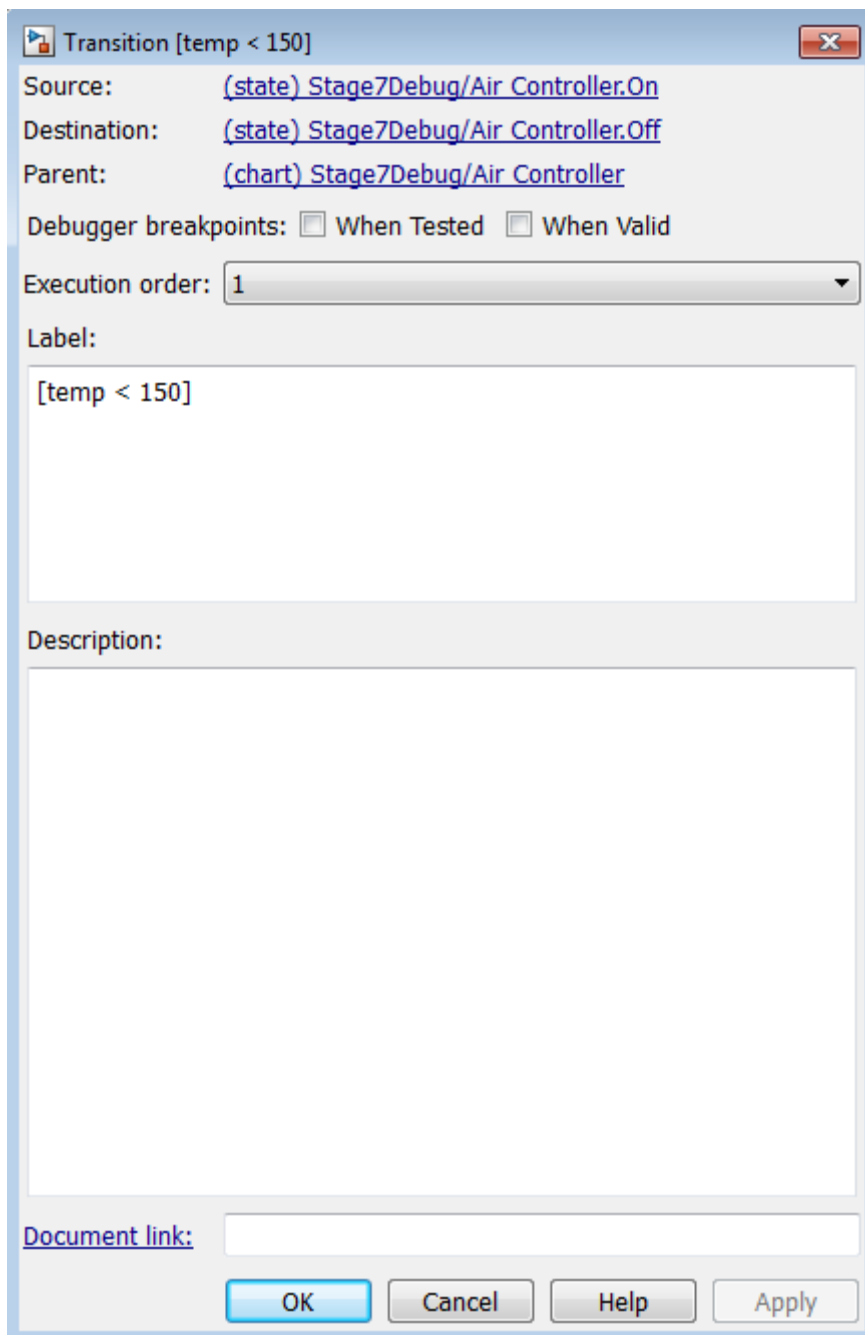 Transition [temp < 150]
Source: (state) Stage7Debug/Air Controller.On
Destination: (state) Stage7Debug/Air Controller.Off
Parent: (chart) Stage7Debug/Air Controller
Debugger breakpoints: When Tested When Valid
Execution order: 1
Label:
[temp < 150]
Description:
Document link:
OK Cancel Help Apply